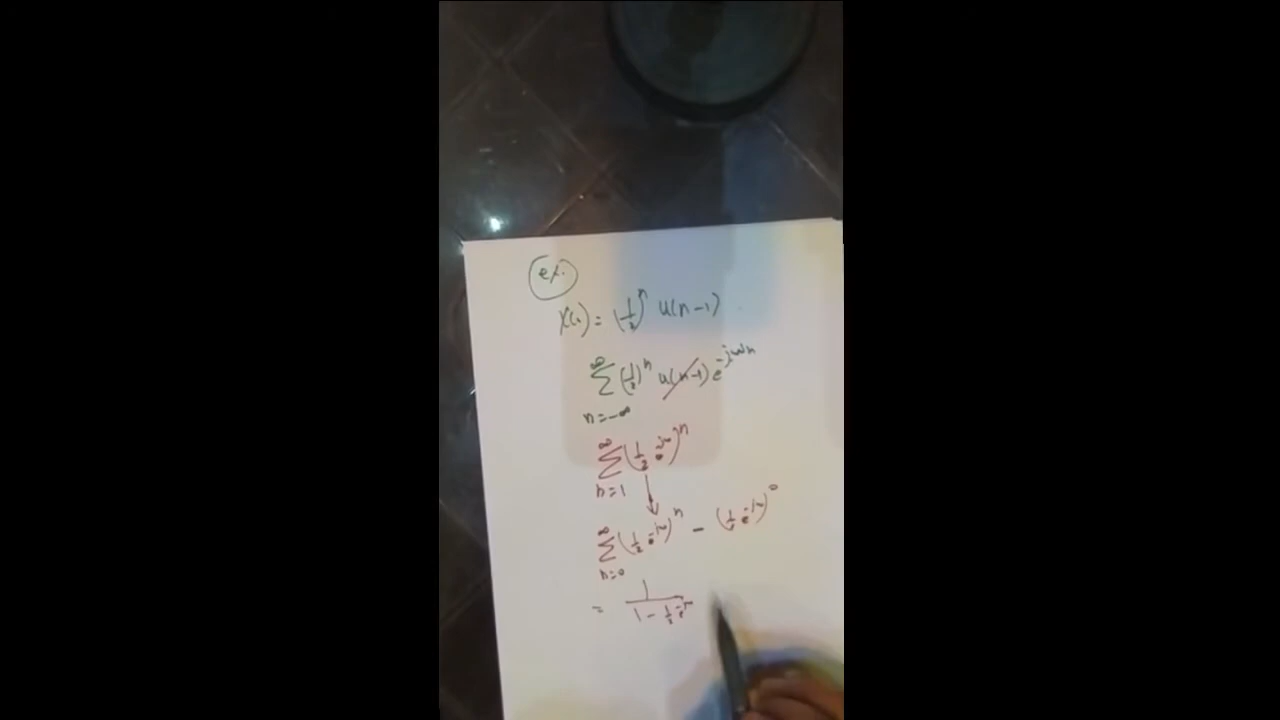 ex.
X(n) = (1/2)^n u(n-1)
∑_{n=-∞}^{∞} (1/2)^n u(n-1) e^{-jωn}
∑_{n=1}^{∞} (1/2 e^{-jω})^n
∑_{n=0}^{∞} (1/2 e^{-jω})^n - (1/2 e^{-jω})^0
= 1/(1 - 1/2 e^{-jω})